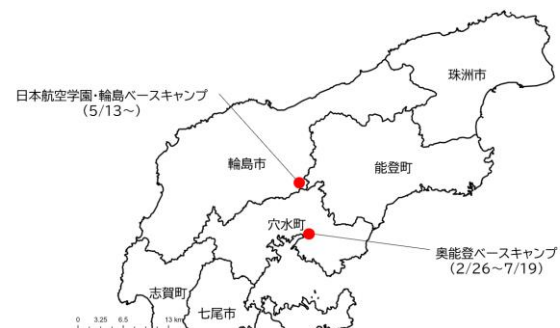 珠洲市
日本航空学園・輪島ベースキャンプ
（5/13～）
輪島市
能登町
穴水町
奥能登ベースキャンプ
（2/26～7/19）
志賀町
七尾市
0 3.25 6.5 13 km